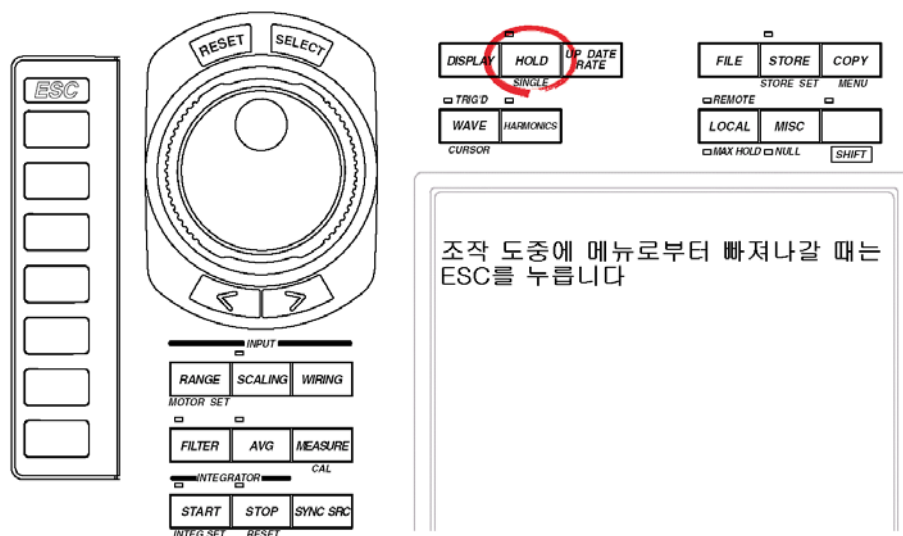 RESET
SELECT
ESC
DISPLAY HOLD UP DATE RATE
SINGLE
FILE STORE COPY
STORE SET MENU
TRIG'D
WAVE HARMONICS
CURSOR
REMOTE
LOCAL MISC
MAX HOLD NULL SHIFT
조작 도중에 메뉴로부터 빠져나갈 때는
ESC를 누릅니다
INPUT
RANGE SCALING WIRING
MOTOR SET
FILTER AVG MEASURE
CAL
INTEGRATOR
START STOP SYNC SRC
INTEG SET RESET